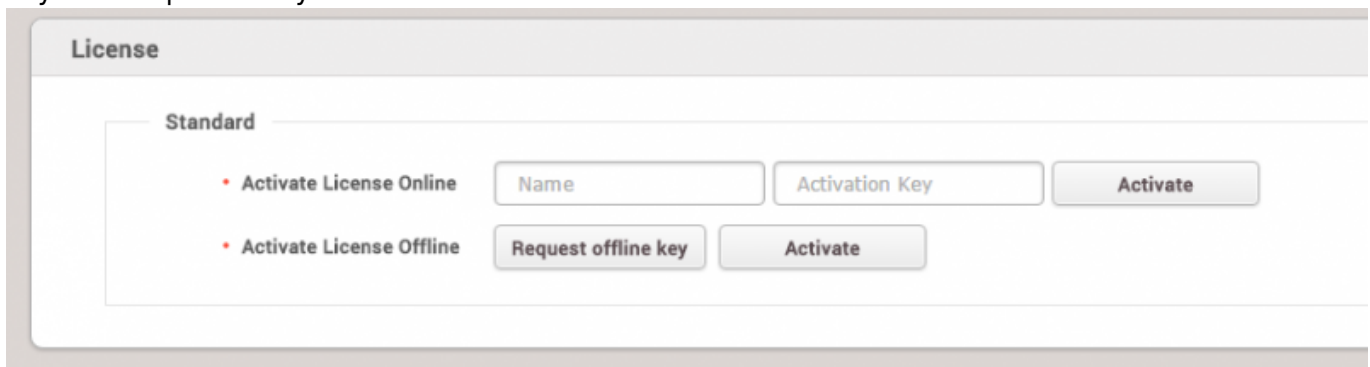 License
Standard
• Activate License Online Name Activation Key Activate
• Activate License Offline Request offline key Activate